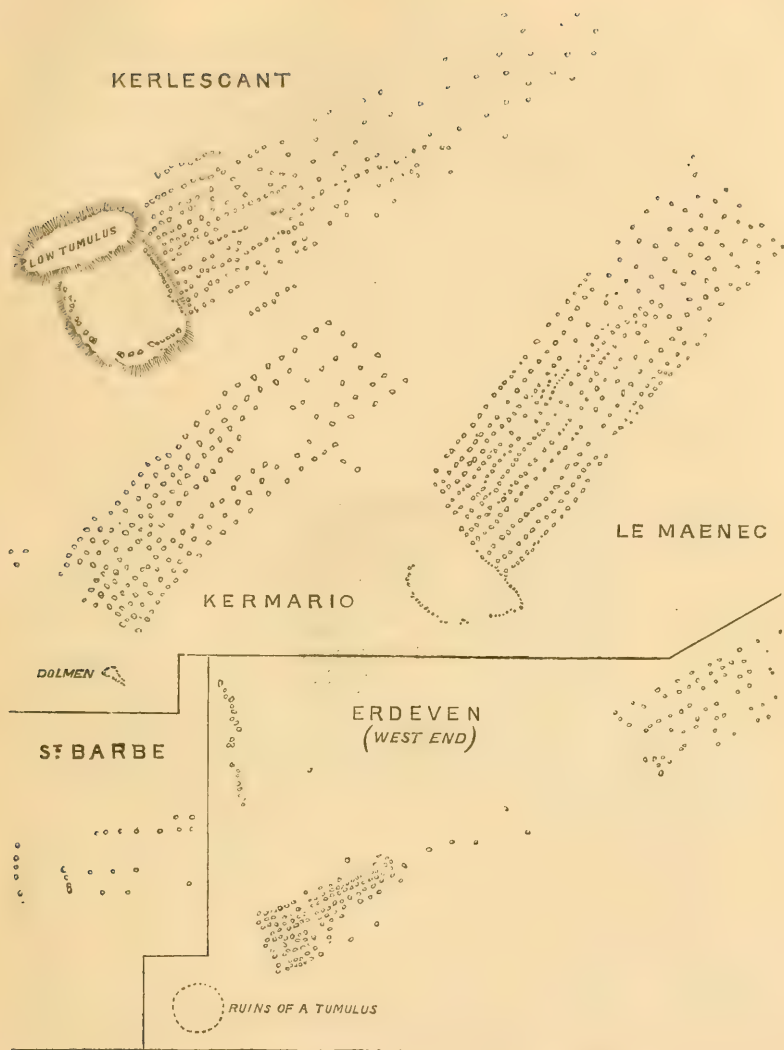 KERLESCANT
LOW TUMULUS
LE MAENEC
KERMARIO
DOLMEN
ERDEVEN
(WEST END)
ST BARBE
RUINS OF A TUMULUS